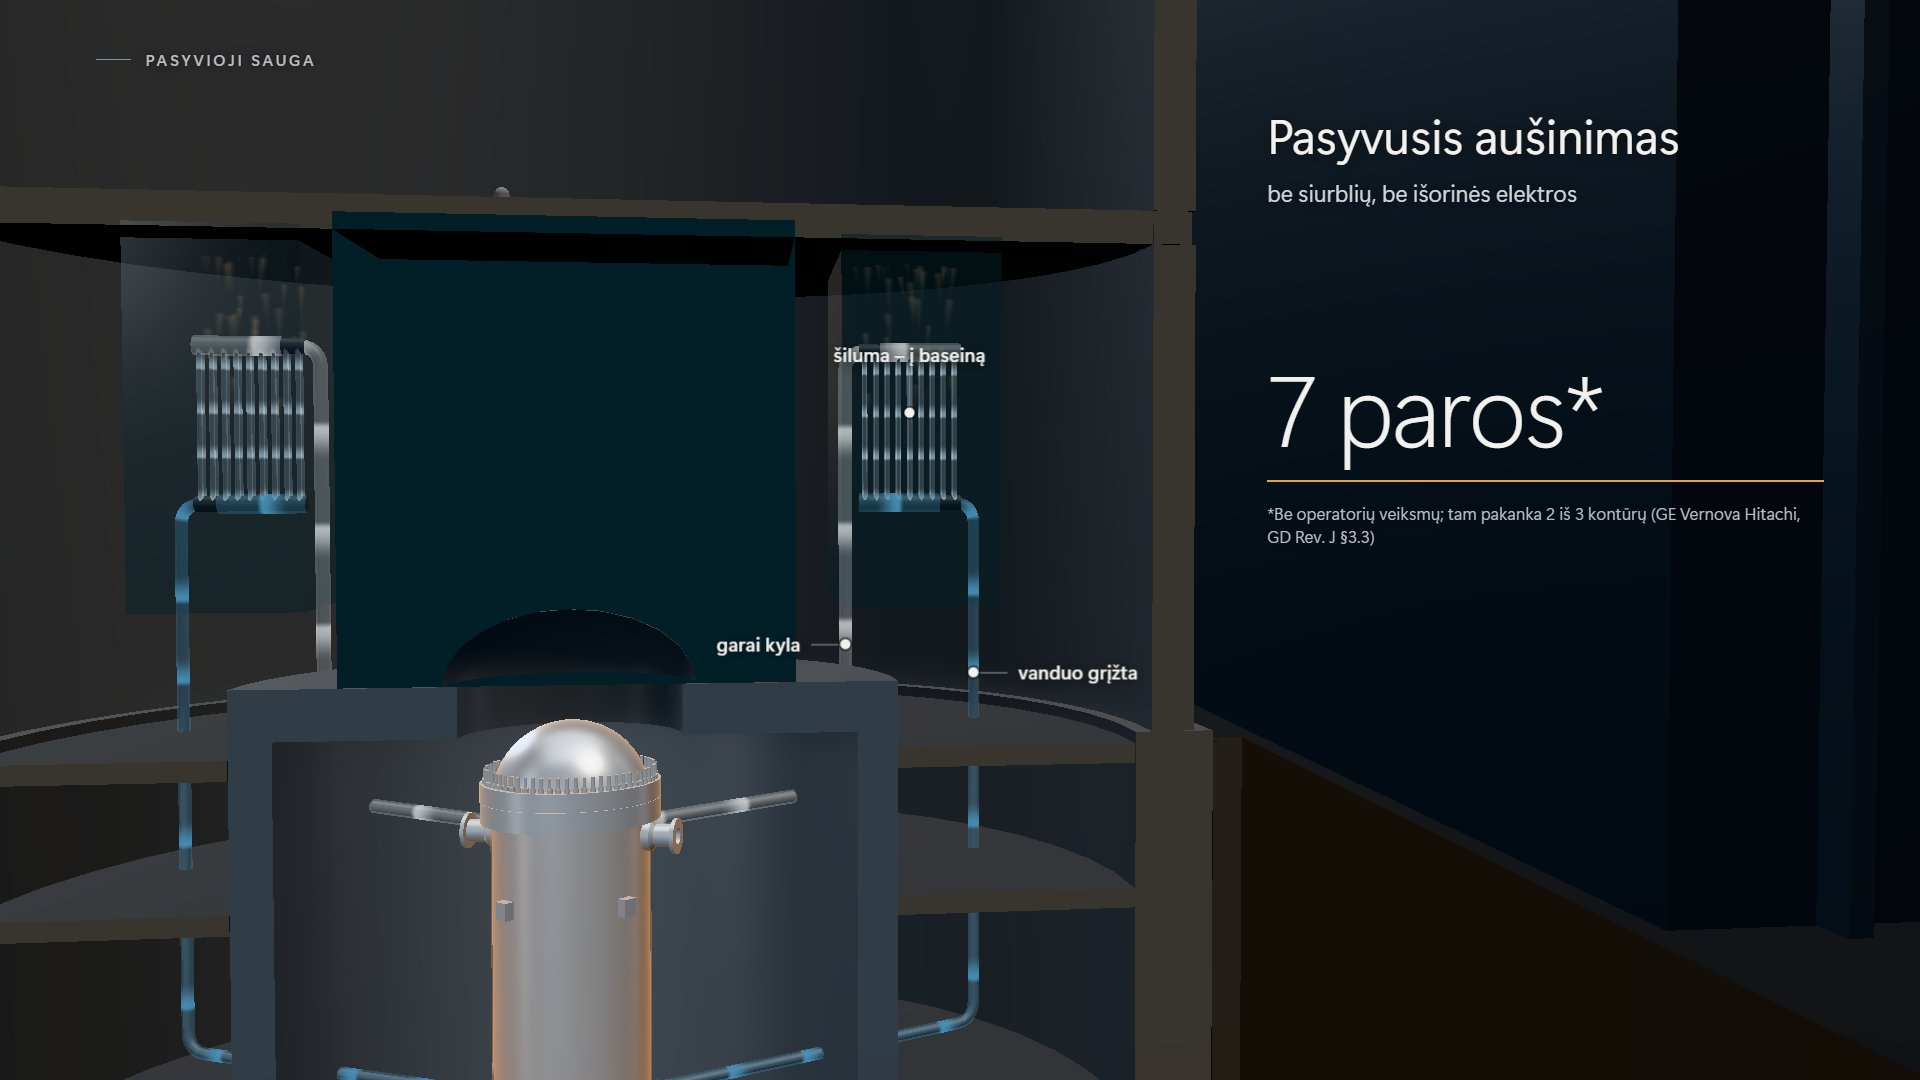 PASYVIOJI SAUGA
Pasyvusis aušinimas
be siurblių, be išorinės elektros
šiluma – į baseiną
7 paros*
*Be operatorių veiksmų; tam pakanka 2 iš 3 kontūrų (GE Vernova Hitachi,
GD Rev. J §3.3)
garai kyla
vanduo grįžta